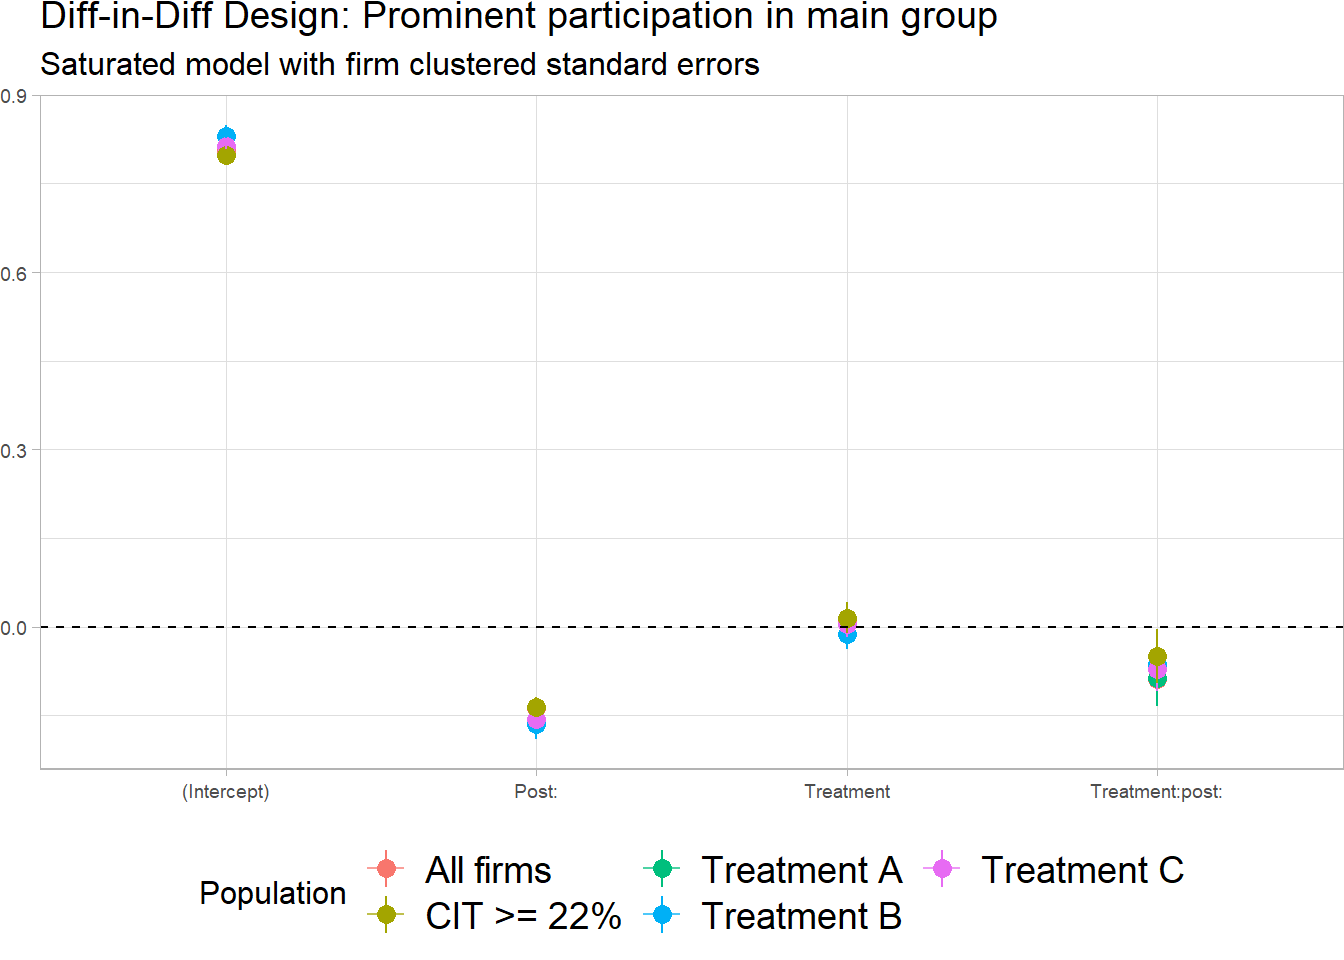 Diff-in-Diff Design: Prominent participation in main group
Saturated model with firm clustered standard errors
0.9
0.6
0.3
0.0
(Intercept) Post: Treatment Treatment:post:
Population
All firms Treatment A Treatment C
CIT >= 22% Treatment B